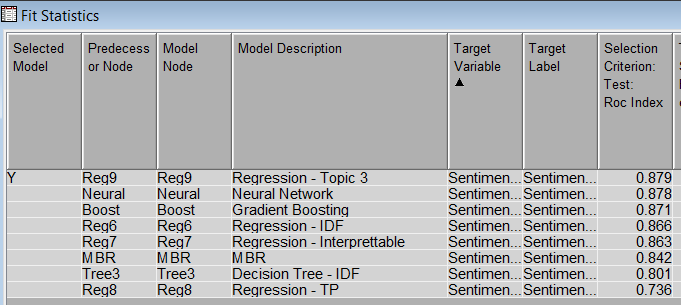 Fit Statistics
Selected Model Predecess or Node Model Node Model Description Target Variable ▲ Target Label Selection Criterion: Test: Roc Index
Y Reg9 Reg9 Regression - Topic 3 Sentimen... Sentimen... 0.879
Neural Neural Neural Network Sentimen... Sentimen... 0.878
Boost Boost Gradient Boosting Sentimen... Sentimen... 0.871
Reg6 Reg6 Regression - IDF Sentimen... Sentimen... 0.866
Reg7 Reg7 Regression - Interprettable Sentimen... Sentimen... 0.863
MBR MBR MBR Sentimen... Sentimen... 0.842
Tree3 Tree3 Decision Tree - IDF Sentimen... Sentimen... 0.801
Reg8 Reg8 Regression - TP Sentimen... Sentimen... 0.736